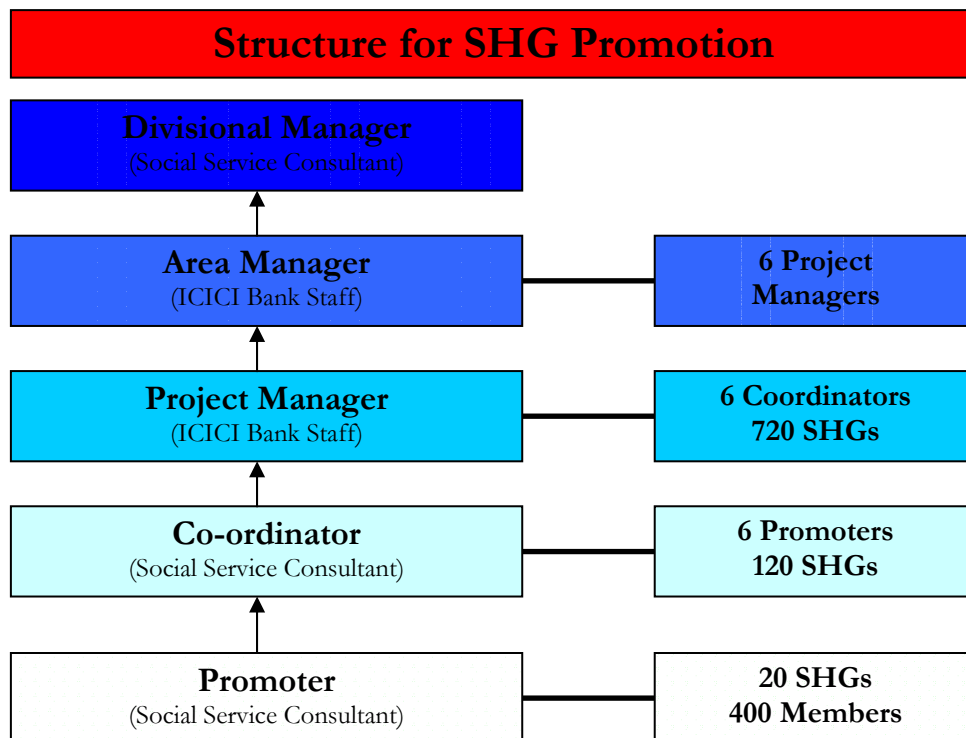 Structure for SHG Promotion
Divisional Manager
(Social Service Consultant)
Area Manager
(ICICI Bank Staff)
6 Project
Managers
Project Manager
(ICICI Bank Staff)
6 Coordinators
720 SHGs
Co-ordinator
(Social Service Consultant)
6 Promoters
120 SHGs
Promoter
(Social Service Consultant)
20 SHGs
400 Members